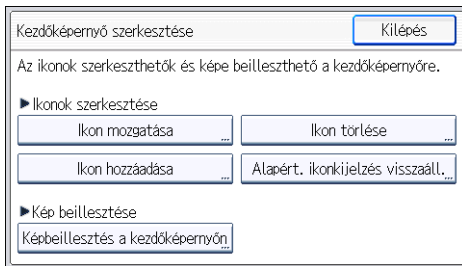 Kezdőképernyő szerkesztése
Kilépés
Az ikonok szerkeszthetők és képe beilleszthető a kezdőképernyőre.
►Ikonok szerkesztése
Ikon mozgatása ...
Ikon törlése ...
Ikon hozzáadása ...
Alapért. ikonkijelzés visszaáll. ...
►Kép beillesztése
Képbeillesztés a kezdőképernyőn ...